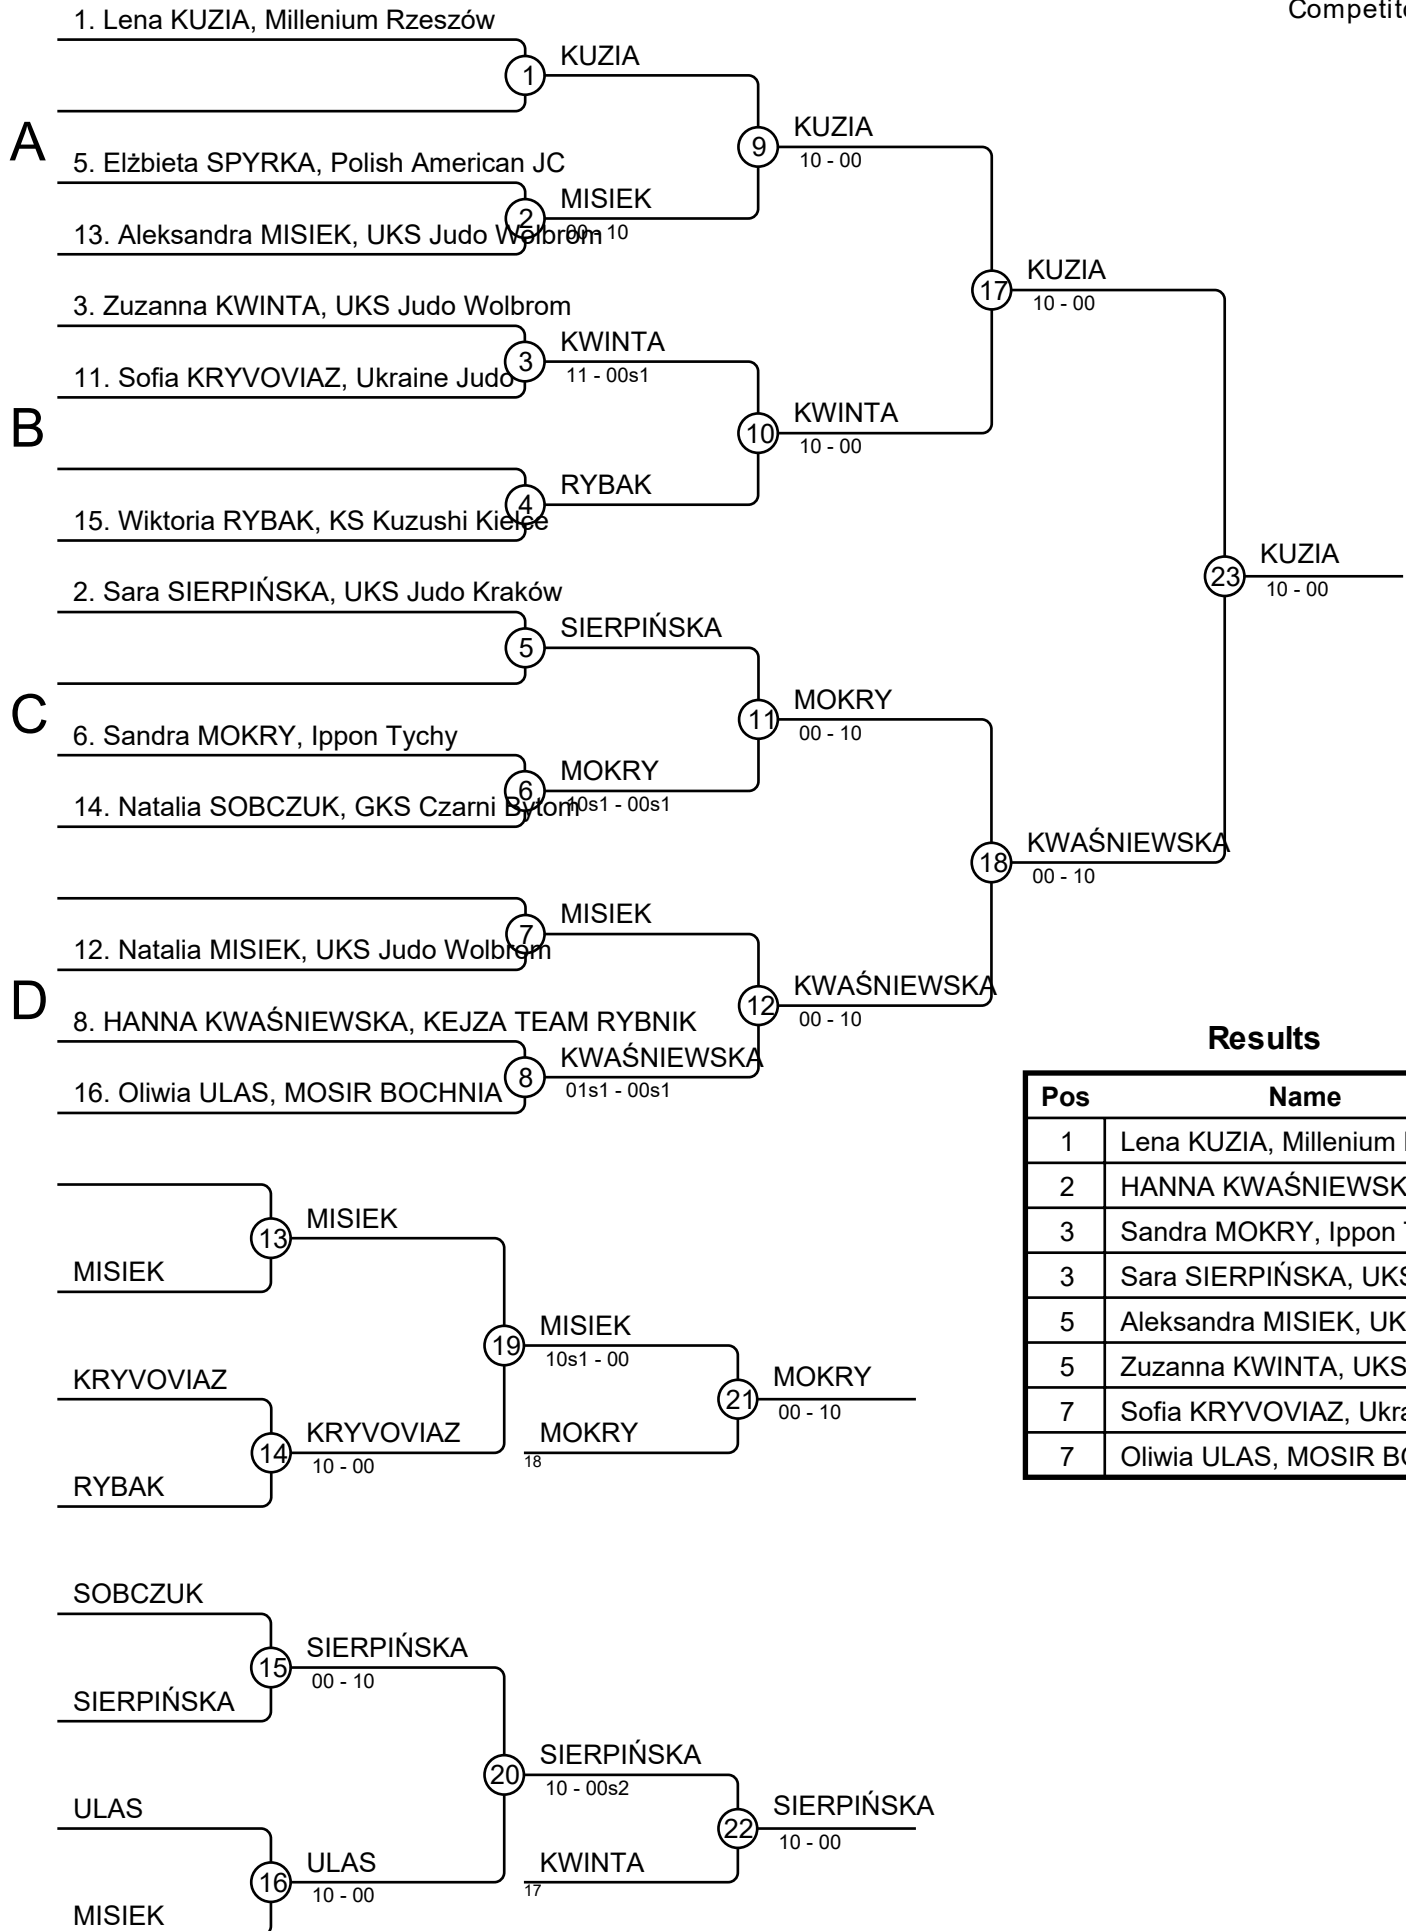 Competit
1. Lena KUZIA, Millenium Rzeszów
1
KUZIA
A
9
KUZIA
10 - 00
5. Elżbieta SPYRKA, Polish American JC
2
MISIEK
00 - 10
13. Aleksandra MISIEK, UKS Judo Wolbrom
17
KUZIA
10 - 00
3. Zuzanna KWINTA, UKS Judo Wolbrom
3
KWINTA
11 - 00s1
11. Sofia KRYVOVIAZ, Ukraine Judo
B
10
KWINTA
10 - 00
4
RYBAK
15. Wiktoria RYBAK, KS Kuzushi Kielce
23
KUZIA
10 - 00
2. Sara SIERPIŃSKA, UKS Judo Kraków
5
SIERPIŃSKA
C
11
MOKRY
00 - 10
6. Sandra MOKRY, Ippon Tychy
6
MOKRY
10s1 - 00s1
14. Natalia SOBCZUK, GKS Czarni Bytom
18
KWAŚNIEWSKA
00 - 10
7
MISIEK
12. Natalia MISIEK, UKS Judo Wolbrom
D
12
KWAŚNIEWSKA
00 - 10
8. HANNA KWAŚNIEWSKA, KEJZA TEAM RYBNIK
8
KWAŚNIEWSKA
01s1 - 00s1
16. Oliwia ULAS, MOSIR BOCHNIA
Results
Pos Name
1 Lena KUZIA, Millenium
2 HANNA KWAŚNIEWSK
3 Sandra MOKRY, Ippon
3 Sara SIERPIŃSKA, UKS
5 Aleksandra MISIEK, UK
5 Zuzanna KWINTA, UKS
7 Sofia KRYVOVIAZ, Ukra
7 Oliwia ULAS, MOSIR B
13
MISIEK
MISIEK
19
MISIEK
10s1 - 00
KRYVOVIAZ
14
KRYVOVIAZ
10 - 00
RYBAK
21
MOKRY
00 - 10
MOKRY
18
SOBCZUK
15
SIERPIŃSKA
00 - 10
SIERPIŃSKA
20
SIERPIŃSKA
10 - 00s2
ULAS
16
ULAS
10 - 00
MISIEK
22
SIERPIŃSKA
10 - 00
KWINTA
17